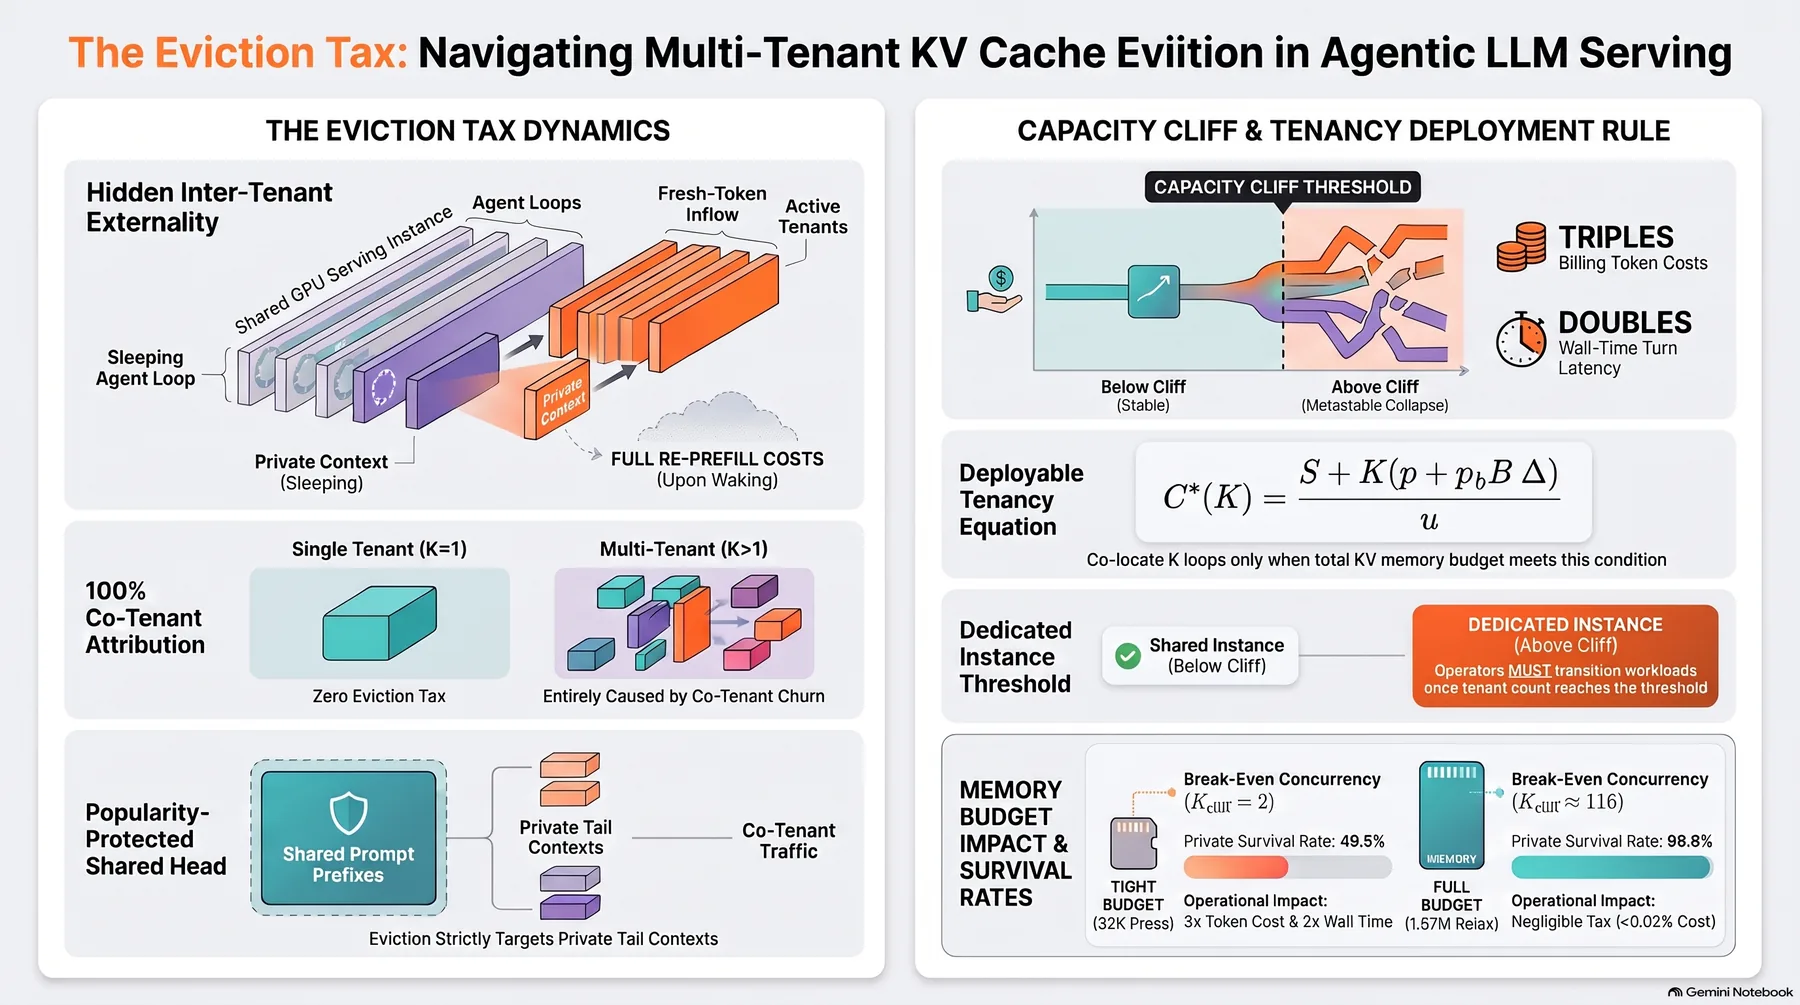 The Eviction Tax: Navigating Multi-Tenant KV Cache Eviition in Agentic LLM Serving
THE EVICTION TAX DYNAMICS
Hidden Inter-Tenant
Externality
Shared GPU Serving Instance
Agent Loops
Fresh-Token
Inflow
Active
Tenants
Sleeping
Agent Loop
Private
Context
Private Context
(Sleeping)
FULL RE-PREFILL COSTS
(Upon Waking)
100%
Co-Tenant
Attribution
Single Tenant (K=1)
Zero Eviction Tax
Multi-Tenant (K>1)
Entirely Caused by Co-Tenant Churn
Popularity-
Protected
Shared Head
Shared Prompt
Prefixes
Private Tail
Contexts
Co-Tenant
Traffic
Eviction Strictly Targets Private Tail Contexts
CAPACITY CLIFF & TENANCY DEPLOYMENT RULE
CAPACITY CLIFF THRESHOLD
$
Below Cliff
(Stable)
Above Cliff
(Metastable Collapse)
TRIPLES
Billing Token Costs
DOUBLES
Wall-Time Turn
Latency
Deployable
Tenancy
Equation
C*(K) = (S + K(p + p_b B Δ)) / u
Co-locate K loops only when total KV memory budget meets this condition
Dedicated
Instance
Threshold
Shared Instance
(Below Cliff)
DEDICATED INSTANCE
(Above Cliff)
Operators MUST transition workloads
once tenant count reaches the threshold
MEMORY
BUDGET
IMPACT &
SURVIVAL
RATES
TIGHT
BUDGET
(32K Press)
Break-Even Concurrency
(K = 2)
Private Survival Rate: 49.5%
Operational Impact:
3x Token Cost & 2x Wall Time
FULL
BUDGET
(1.57M Reiax)
Break-Even Concurrency
(K ≈ 116)
Private Survival Rate: 98.8%
Operational Impact:
Negligible Tax (<0.02% Cost)
Gemini Notebook